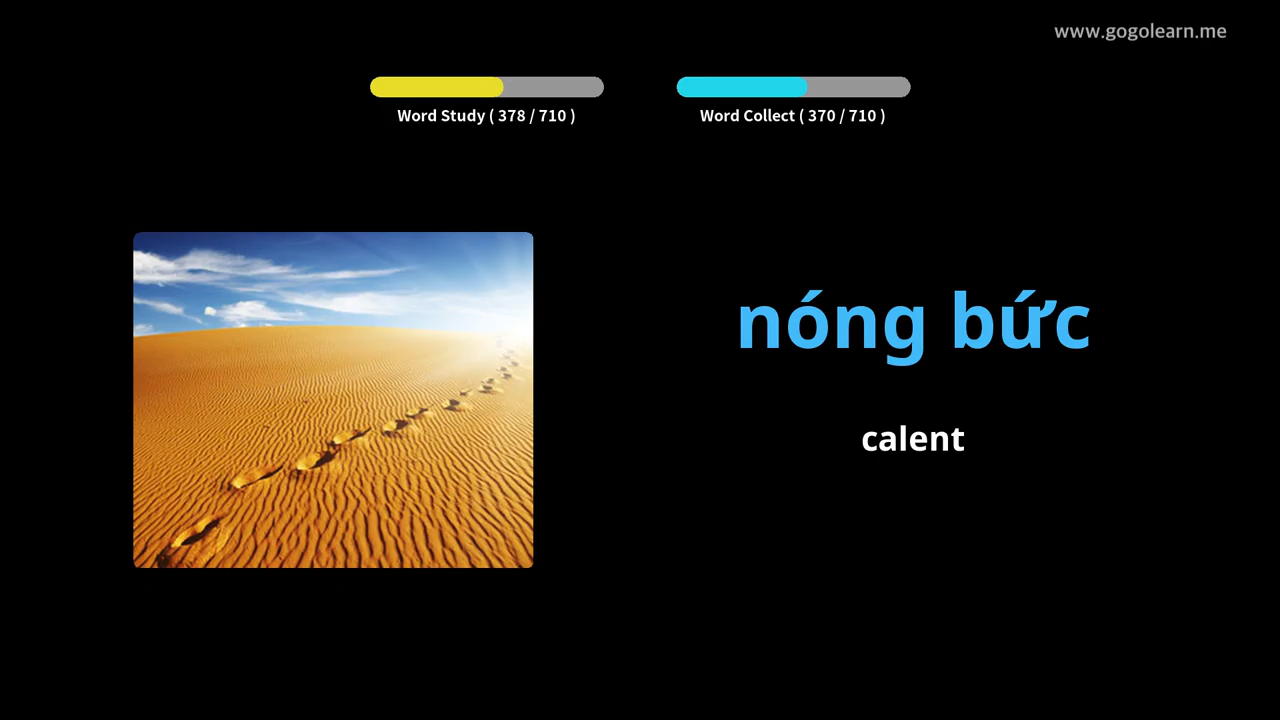 www.gogolearn.me
Word Study ( 378 / 710 )
Word Collect ( 370 / 710 )
nóng bức
calent